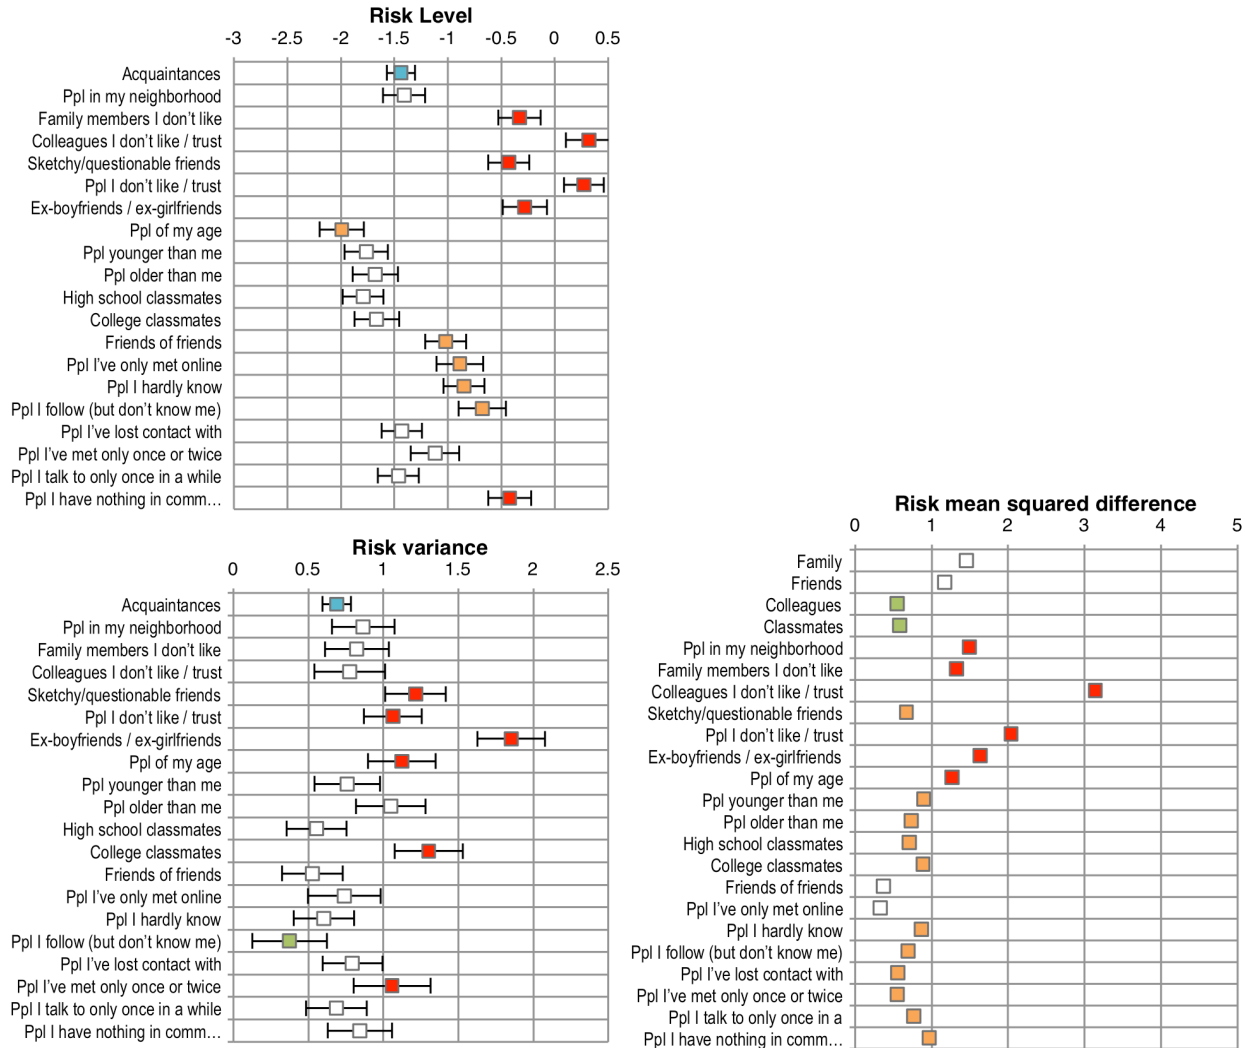 Risk Level
-3 -2.5 -2 -1.5 -1 -0.5 0 0.5
Acquaintances
Ppl in my neighborhood
Family members I don't like
Colleagues I don't like / trust
Sketchy/questionable friends
Ppl I don't like / trust
Ex-boyfriends / ex-girlfriends
Ppl of my age
Ppl younger than me
Ppl older than me
High school classmates
College classmates
Friends of friends
Ppl I've only met online
Ppl I hardly know
Ppl I follow (but don't know me)
Ppl I've lost contact with
Ppl I've met only once or twice
Ppl I talk to only once in a while
Ppl I have nothing in comm…
Risk variance
0 0.5 1 1.5 2 2.5
Acquaintances
Ppl in my neighborhood
Family members I don't like
Colleagues I don't like / trust
Sketchy/questionable friends
Ppl I don't like / trust
Ex-boyfriends / ex-girlfriends
Ppl of my age
Ppl younger than me
Ppl older than me
High school classmates
College classmates
Friends of friends
Ppl I've only met online
Ppl I hardly know
Ppl I follow (but don't know me)
Ppl I've lost contact with
Ppl I've met only once or twice
Ppl I talk to only once in a while
Ppl I have nothing in comm…
Risk mean squared difference
0 1 2 3 4 5
Family
Friends
Colleagues
Classmates
Ppl in my neighborhood
Family members I don't like
Colleagues I don't like / trust
Sketchy/questionable friends
Ppl I don't like / trust
Ex-boyfriends / ex-girlfriends
Ppl of my age
Ppl younger than me
Ppl older than me
High school classmates
College classmates
Friends of friends
Ppl I've only met online
Ppl I hardly know
Ppl I follow (but don't know me)
Ppl I've lost contact with
Ppl I've met only once or twice
Ppl I talk to only once in a
Ppl I have nothing in comm…